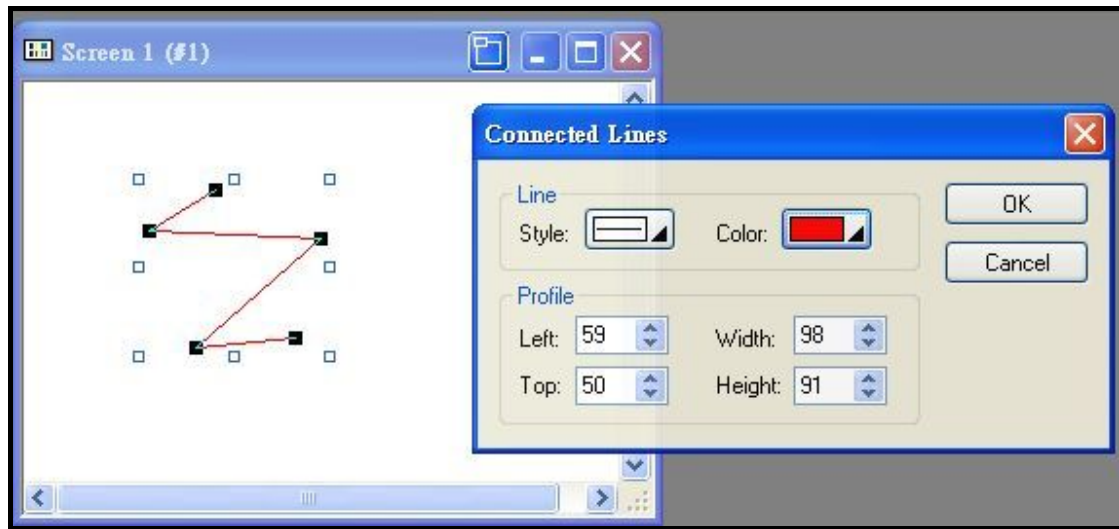 Screen 1 (#1)
Connected Lines
Line
Style:
Color:
OK
Cancel
Profile
Left: 59
Width: 98
Top: 50
Height: 91